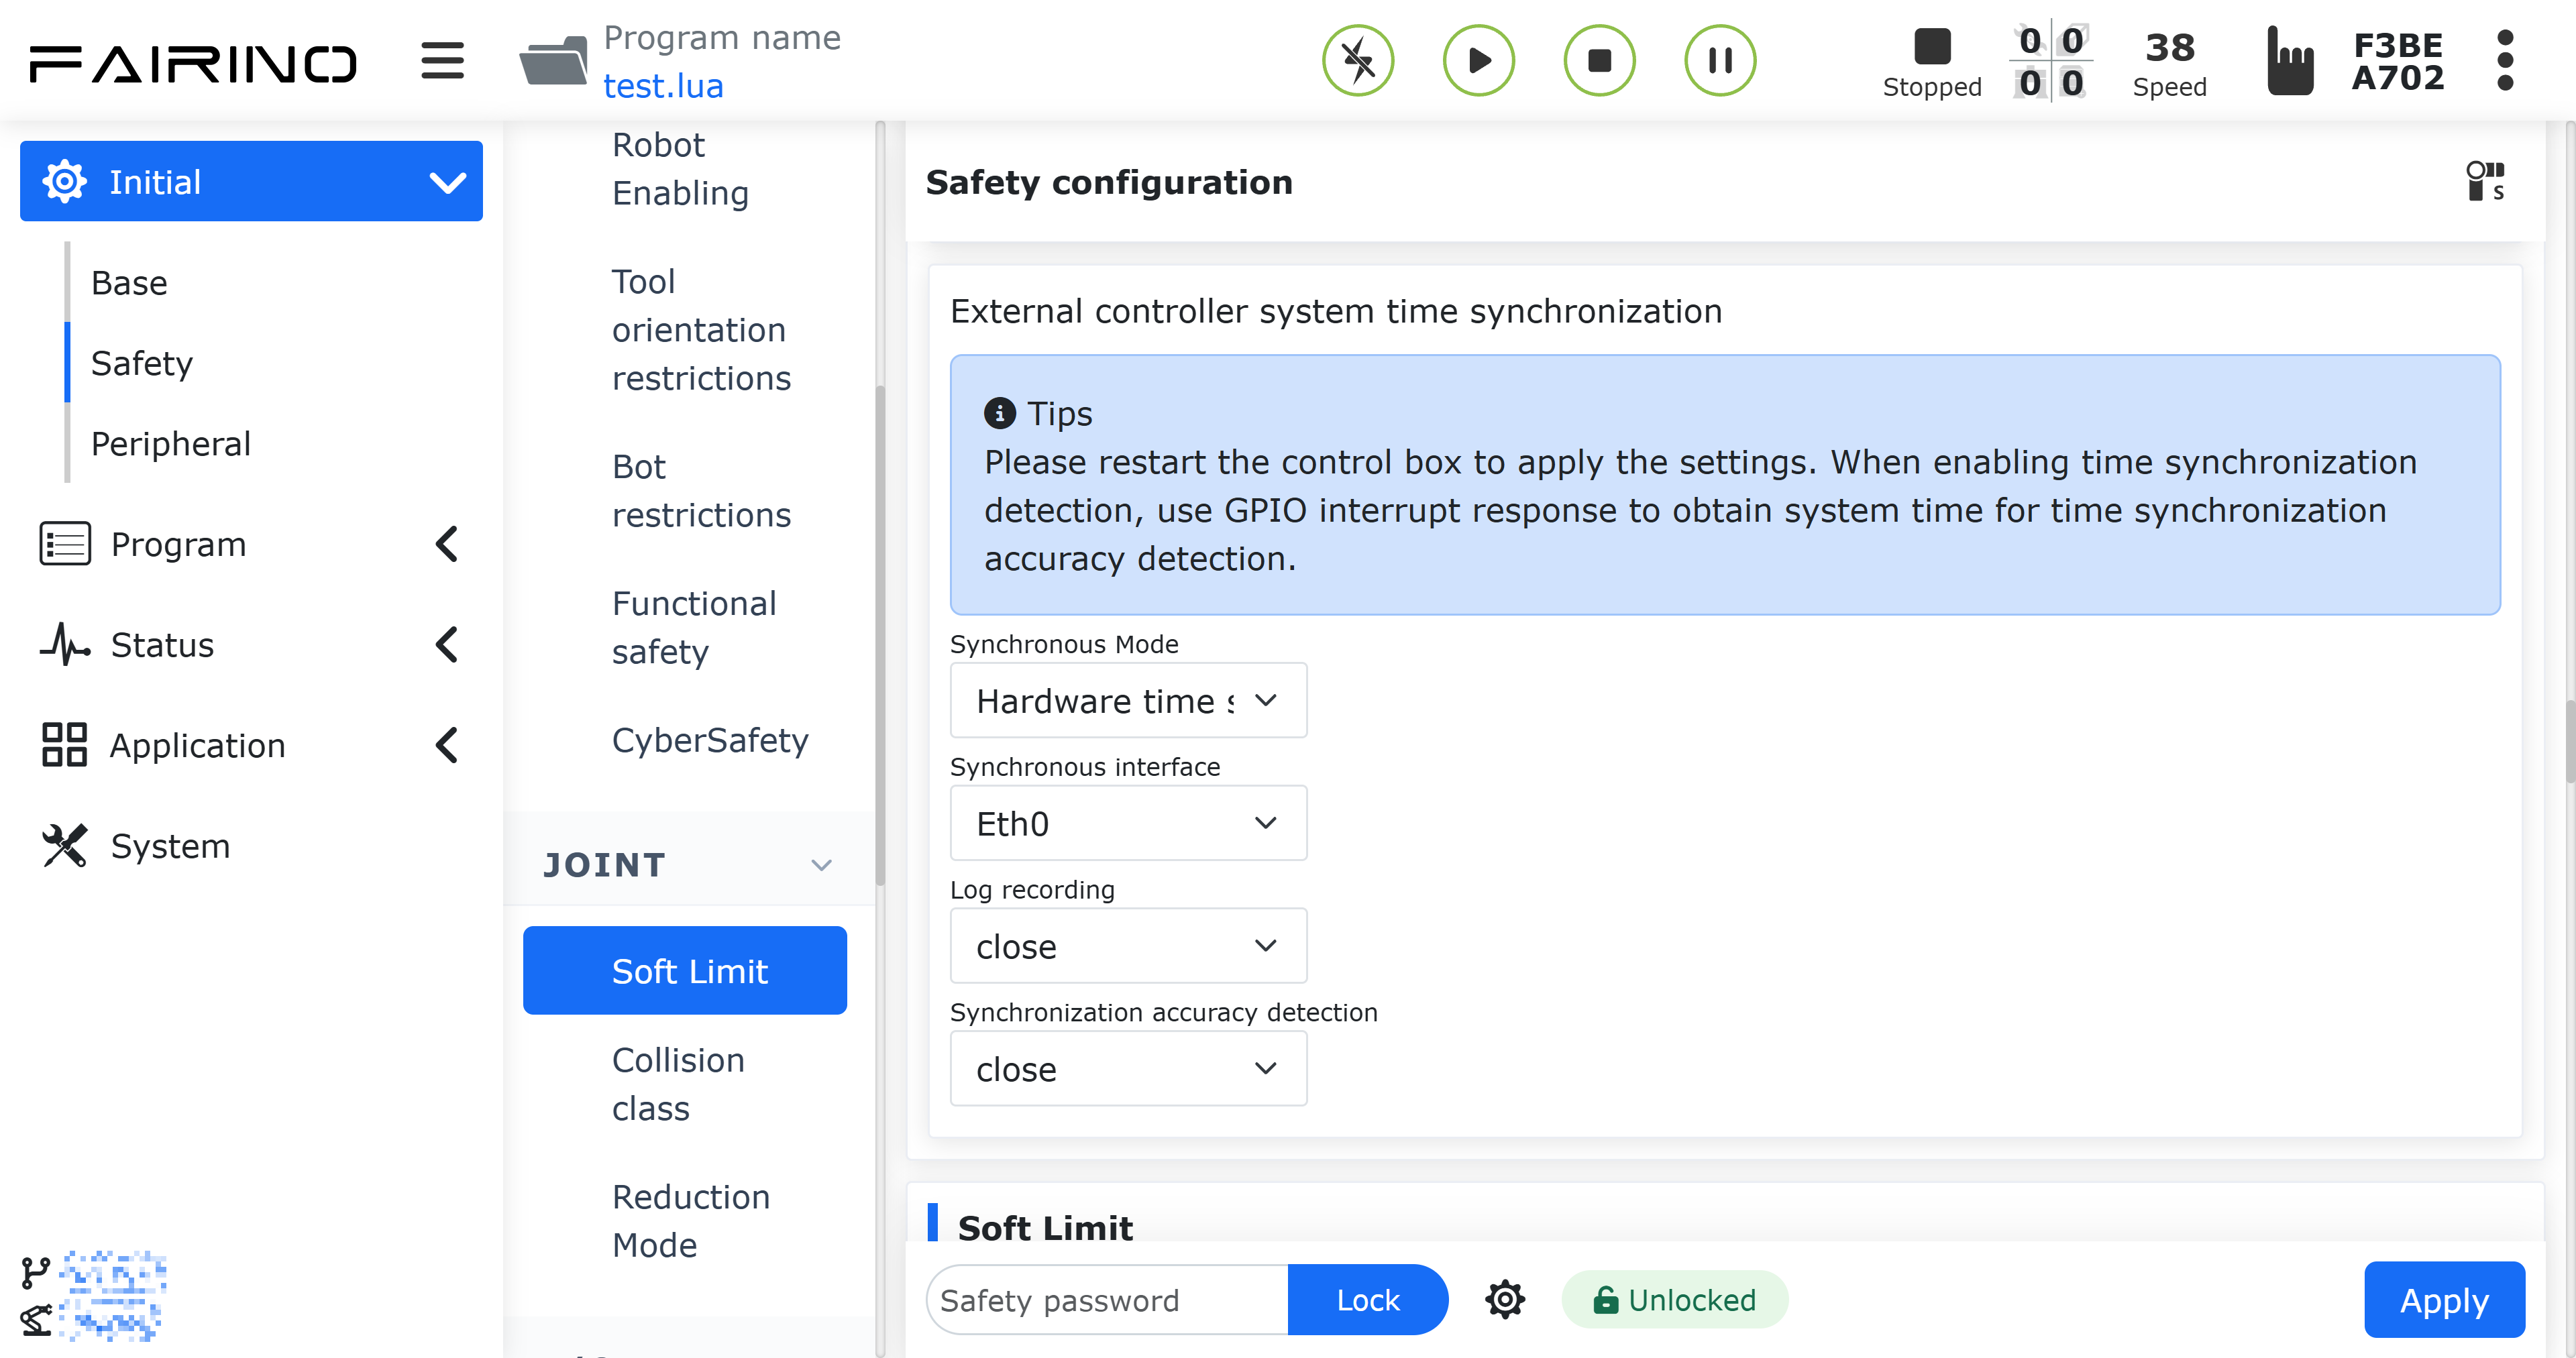 FAIRINO
Program name
test.lua
Stopped
0 0
0 0
38
Speed
F3BE
A702
Initial
Base
Safety
Peripheral
Program
Status
Application
System
Robot
Enabling
Tool
orientation
restrictions
Bot
restrictions
Functional
safety
CyberSafety
JOINT
Soft Limit
Collision
class
Reduction
Mode
Safety configuration
S
External controller system time synchronization
Tips
Please restart the control box to apply the settings. When enabling time synchronization
detection, use GPIO interrupt response to obtain system time for time synchronization
accuracy detection.
Synchronous Mode
Hardware time
Synchronous interface
Eth0
Log recording
close
Synchronization accuracy detection
close
Soft Limit
Safety password
Lock
Unlocked
Apply